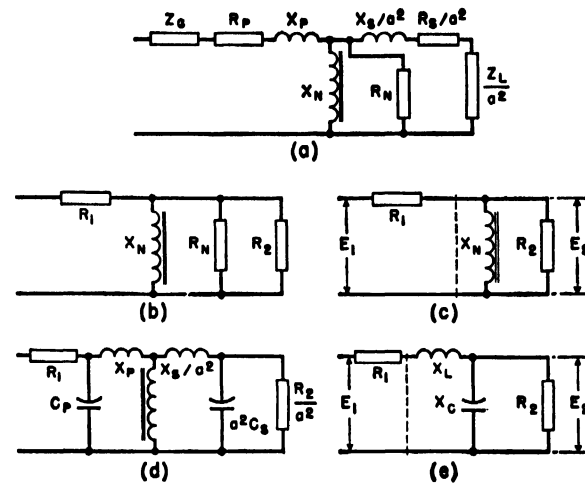 Z_G R_P X_P X_S/a² R_S/a²
X_N R_N Z_L/a²
(a)
R_1 X_N R_N R_2
(b)
E_1 R_1 X_N R_2
(c)
R_1 C_P X_P X_S/a² a²C_S R_2/a²
(d)
E_1 R_1 X_L X_C R_2
(e)